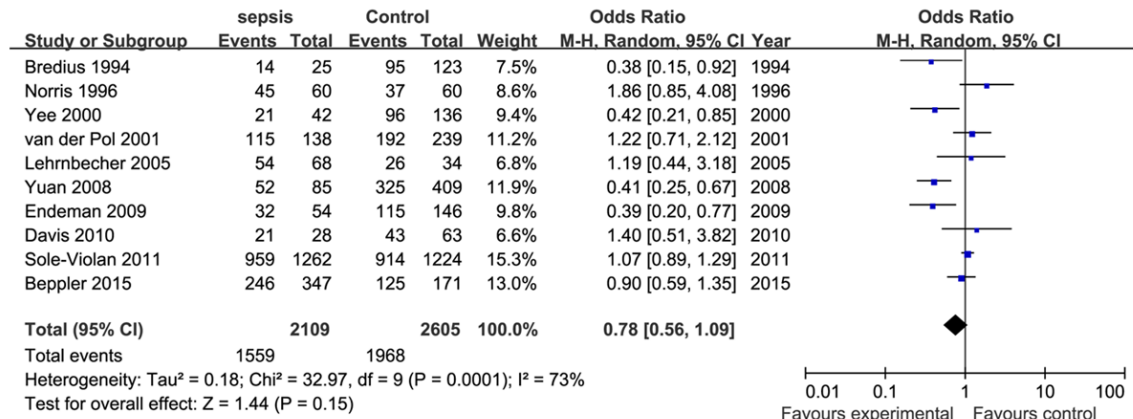 sepsis Control Odds Ratio Odds Ratio
Study or Subgroup Events Total Events Total Weight M-H, Random, 95% CI Year M-H, Random, 95% CI
Bredius 1994 14 25 95 123 7.5% 0.38 [0.15, 0.92] 1994
Norris 1996 45 60 37 60 8.6% 1.86 [0.85, 4.08] 1996
Yee 2000 21 42 96 136 9.4% 0.42 [0.21, 0.85] 2000
van der Pol 2001 115 138 192 239 11.2% 1.22 [0.71, 2.12] 2001
Lehrnbecher 2005 54 68 26 34 6.8% 1.19 [0.44, 3.18] 2005
Yuan 2008 52 85 325 409 11.9% 0.41 [0.25, 0.67] 2008
Endeman 2009 32 54 115 146 9.8% 0.39 [0.20, 0.77] 2009
Davis 2010 21 28 43 63 6.6% 1.40 [0.51, 3.82] 2010
Sole-Violan 2011 959 1262 914 1224 15.3% 1.07 [0.89, 1.29] 2011
Beppler 2015 246 347 125 171 13.0% 0.90 [0.59, 1.35] 2015
Total (95% CI) 2109 2605 100.0% 0.78 [0.56, 1.09]
Total events 1559 1968
Heterogeneity: Tau² = 0.18; Chi² = 32.97, df = 9 (P = 0.0001); I² = 73%
Test for overall effect: Z = 1.44 (P = 0.15)
0.01 0.1 1 10 100
Favours experimental Favours control